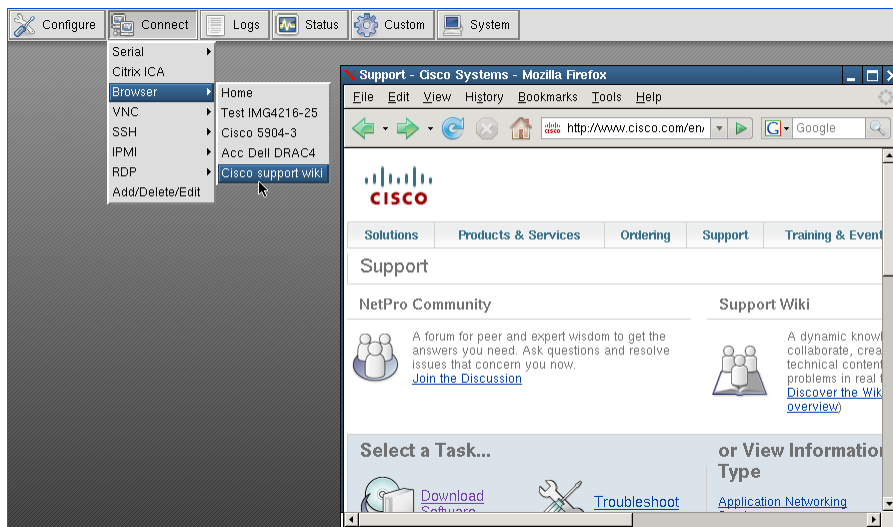 Configure Connect Logs Status Custom System
Serial
Citrix ICA
Browser
VNC
SSH
IPMI
RDP
Add/Delete/Edit
Home
Test IMG4216-25
Cisco 5904-3
Acc Dell DRAC4
Cisco support wiki
Support - Cisco Systems - Mozilla Firefox
File Edit View History Bookmarks Tools Help
cisco http://www.cisco.com/en/ G Google
CISCO
Solutions Products & Services Ordering Support Training & Event
Support
NetPro Community
A forum for peer and expert wisdom to get the
answers you need. Ask questions and resolve
issues that concern you now.
Join the Discussion
Support Wiki
A dynamic knowl
collaborate, crea
technical content
problems in real t
Discover the Wik
overview)
Select a Task...
Download
Software
Troubleshoot
or View Information
Type
Application Networking